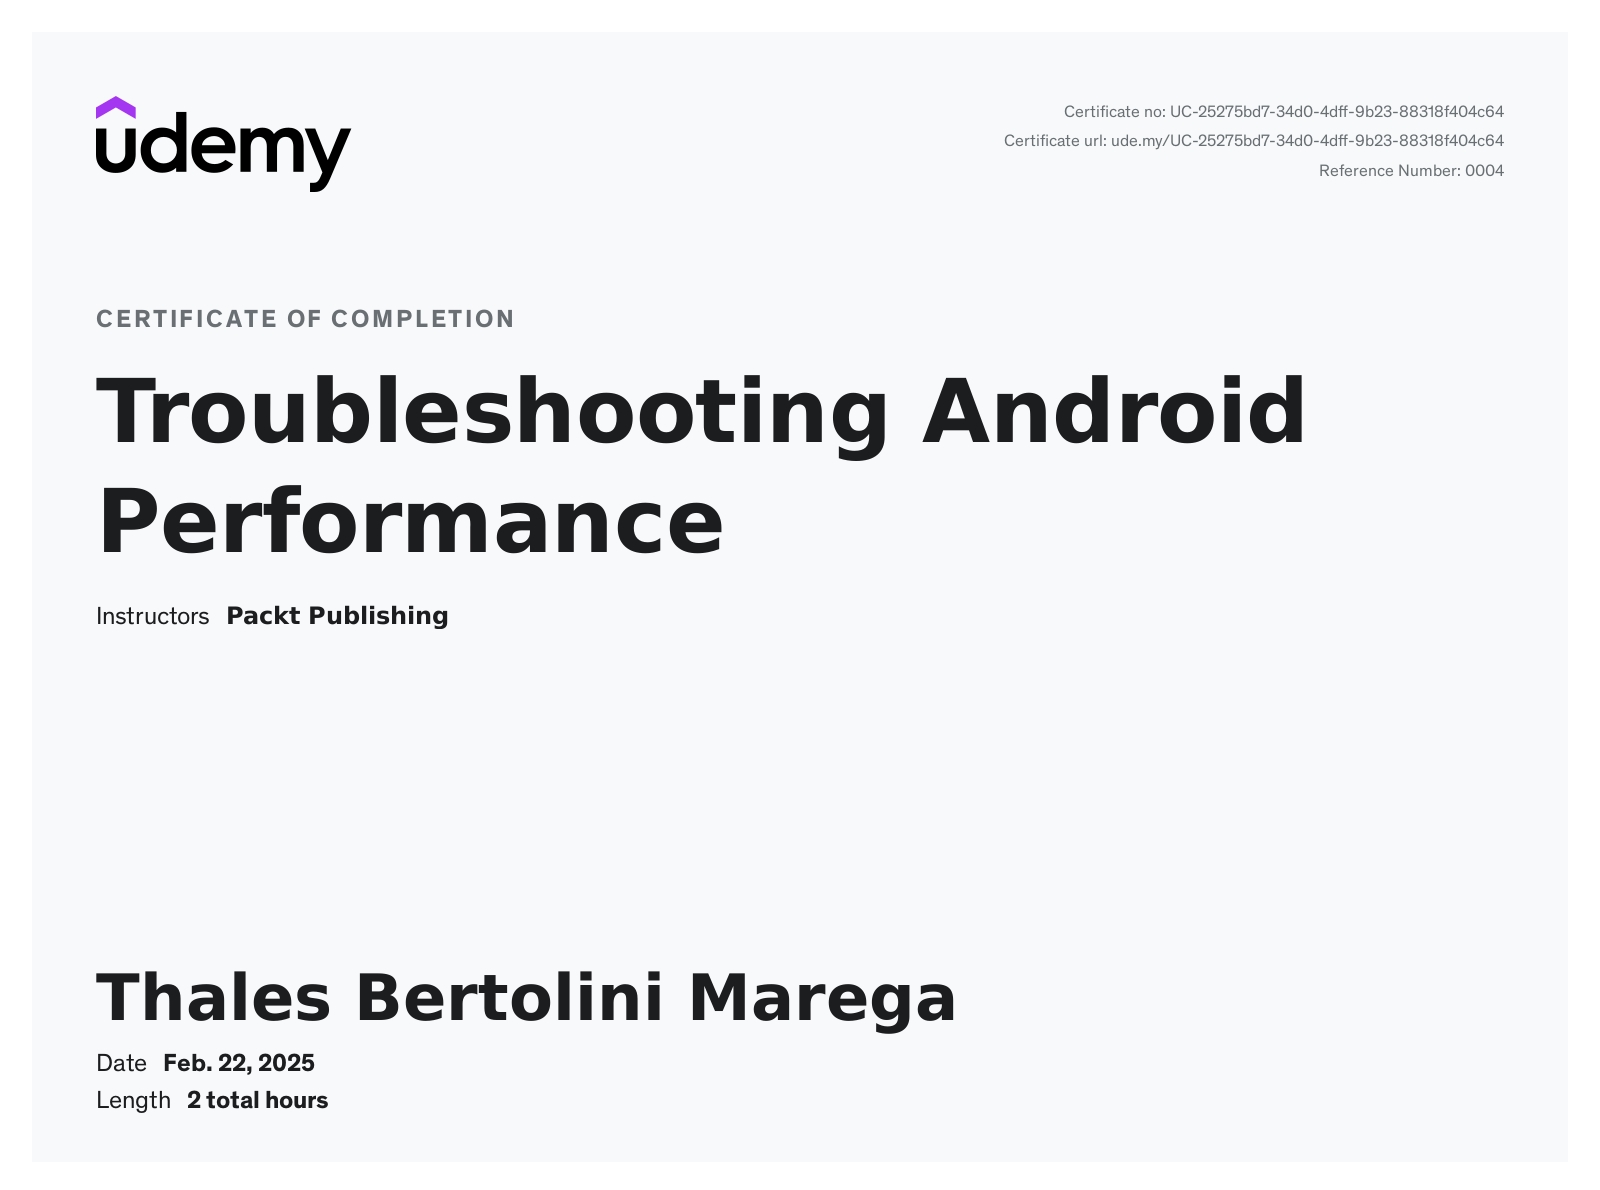 udemy
Certificate no: UC-25275bd7-34d0-4dff-9b23-88318f404c64
Certificate url: ude.my/UC-25275bd7-34d0-4dff-9b23-88318f404c64
Reference Number: 0004
CERTIFICATE OF COMPLETION
Troubleshooting Android
Performance
Instructors Packt Publishing
Thales Bertolini Marega
Date Feb. 22, 2025
Length 2 total hours